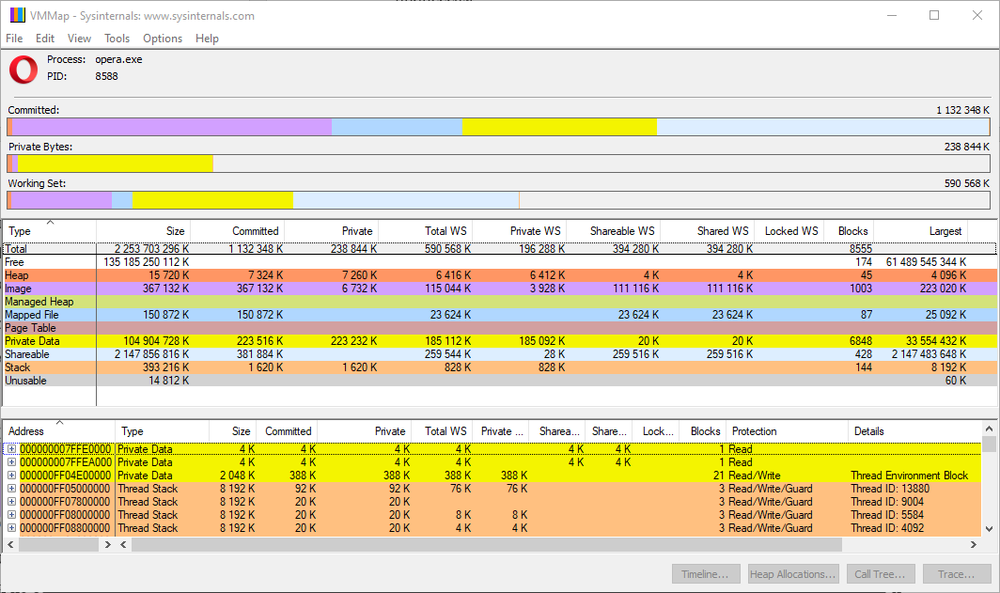 VMMap - Sysinternals: www.sysinternals.com
File Edit View Tools Options Help
Process: opera.exe
PID: 8588
Committed: 1 132 348 K
Private Bytes: 238 844 K
Working Set: 590 568 K
Type Size Committed Private Total WS Private WS Shareable WS Shared WS Locked WS Blocks Largest
Total 2 253 703 296 K 1 132 348 K 238 844 K 590 568 K 196 288 K 394 280 K 394 280 K 8555
Free 135 185 250 112 K 174 61 489 545 344 K
Heap 15 720 K 7 324 K 7 260 K 6 416 K 6 412 K 4 K 4 K 45 4 096 K
Image 367 132 K 367 132 K 6 732 K 115 044 K 3 928 K 111 116 K 111 116 K 1003 223 020 K
Managed Heap
Mapped File 150 872 K 150 872 K 23 624 K 23 624 K 23 624 K 87 25 092 K
Page Table
Private Data 104 904 728 K 223 516 K 223 232 K 185 112 K 185 092 K 20 K 20 K 6848 33 554 432 K
Shareable 2 147 856 816 K 381 884 K 259 544 K 28 K 259 516 K 259 516 K 428 2 147 483 648 K
Stack 393 216 K 1 620 K 1 620 K 828 K 828 K 144 8 192 K
Unusable 14 812 K 60 K
Address Type Size Committed Private Total WS Private ... Sharea... Share... Lock... Blocks Protection Details
000000007FFE0000 Private Data 4 K 4 K 4 K 4 K 4 K 4 K 1 Read
000000007FFEA000 Private Data 4 K 4 K 4 K 4 K 4 K 4 K 1 Read
000000FF04E00000 Private Data 2 048 K 388 K 388 K 388 K 388 K 21 Read/Write Thread Environment Block
000000FF05000000 Thread Stack 8 192 K 92 K 92 K 76 K 76 K 3 Read/Write/Guard Thread ID: 13880
000000FF07800000 Thread Stack 8 192 K 20 K 20 K 3 Read/Write/Guard Thread ID: 9004
000000FF08000000 Thread Stack 8 192 K 20 K 20 K 8 K 8 K 3 Read/Write/Guard Thread ID: 5584
000000FF08800000 Thread Stack 8 192 K 20 K 20 K 4 K 4 K 3 Read/Write/Guard Thread ID: 4092
Timeline... Heap Allocations... Call Tree... Trace...